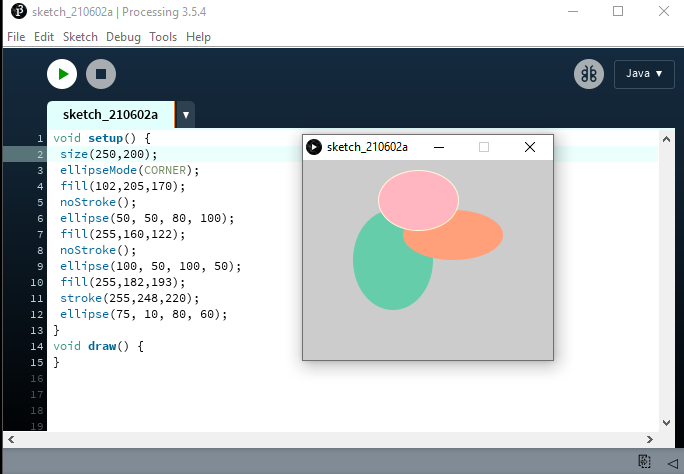 sketch_210602a | Processing 3.5.4
File Edit Sketch Debug Tools Help
Java ▼
sketch_210602a ▼
1 void setup() {
2 size(250,200);
3 ellipseMode(CORNER);
4 fill(102,205,170);
5 noStroke();
6 ellipse(50, 50, 80, 100);
7 fill(255,160,122);
8 noStroke();
9 ellipse(100, 50, 100, 50);
10 fill(255,182,193);
11 stroke(255,248,220);
12 ellipse(75, 10, 80, 60);
13 }
14 void draw() {
15 }
16
17
18
19
sketch_210602a